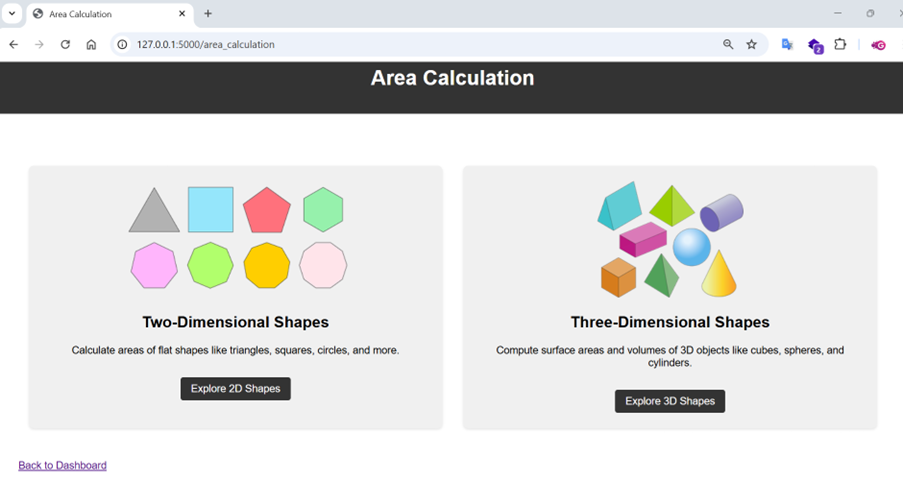 Area Calculation
127.0.0.1:5000/area_calculation
2
G
Area Calculation
Two-Dimensional Shapes
Calculate areas of flat shapes like triangles, squares, circles, and more.
Explore 2D Shapes
Three-Dimensional Shapes
Compute surface areas and volumes of 3D objects like cubes, spheres, and
cylinders.
Explore 3D Shapes
Back to Dashboard